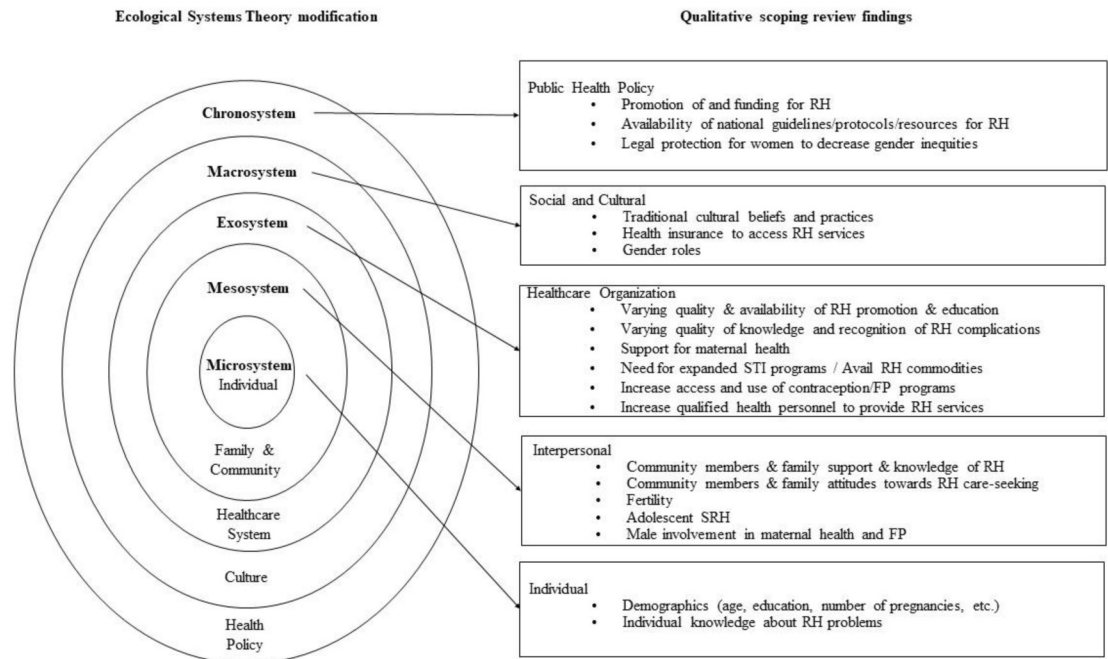 Ecological Systems Theory modification
Qualitative scoping review findings
Chronosystem
Macrosystem
Exosystem
Mesosystem
Microsystem
Individual
Family &
Community
Healthcare
System
Culture
Health
Policy
Public Health Policy
• Promotion of and funding for RH
• Availability of national guidelines/protocols/resources for RH
• Legal protection for women to decrease gender inequities
Social and Cultural
• Traditional cultural beliefs and practices
• Health insurance to access RH services
• Gender roles
Healthcare Organization
• Varying quality & availability of RH promotion & education
• Varying quality of knowledge and recognition of RH complications
• Support for maternal health
• Need for expanded STI programs / Avail RH commodities
• Increase access and use of contraception/FP programs
• Increase qualified health personnel to provide RH services
Interpersonal
• Community members & family support & knowledge of RH
• Community members & family attitudes towards RH care-seeking
• Fertility
• Adolescent SRH
• Male involvement in maternal health and FP
Individual
• Demographics (age, education, number of pregnancies, etc.)
• Individual knowledge about RH problems